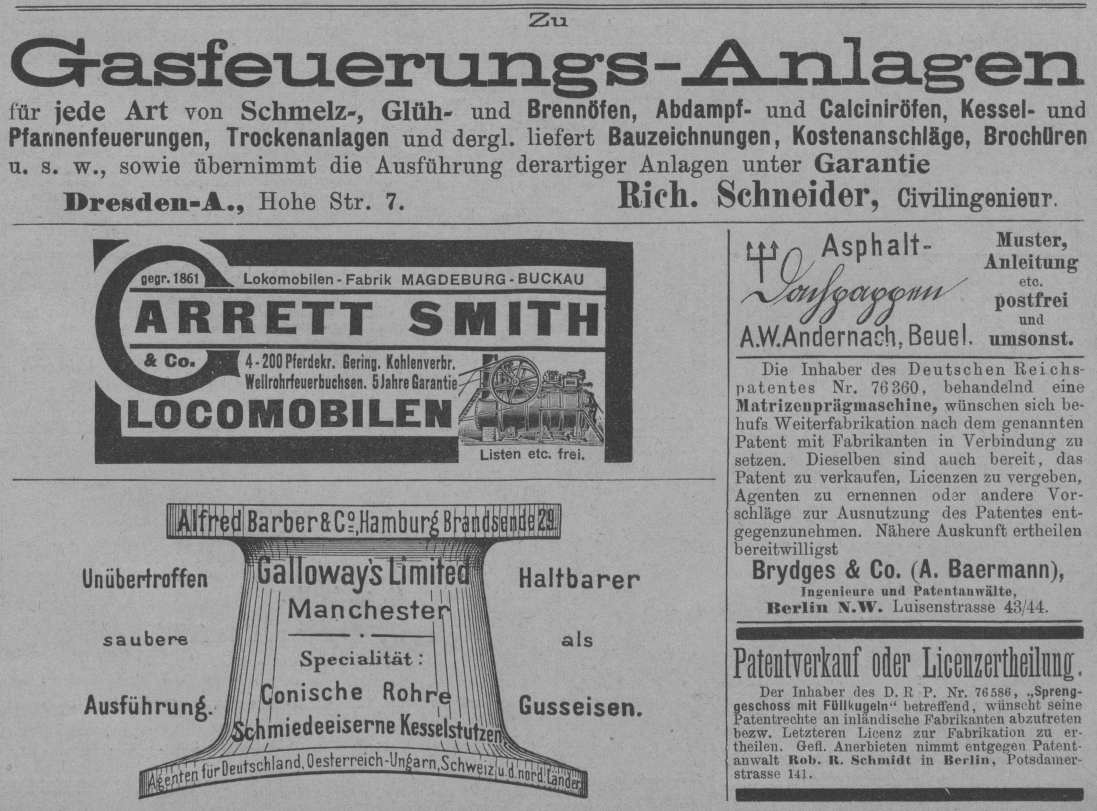 Zu
Gasfeuerungs-Anlagen
für jede Art von Schmelz-, Glüh- und Brennöfen, Abdampf- und Calciniröfen, Kessel- und
Pfannenfeuerungen, Trockenanlagen und dergl. liefert Bauzeichnungen, Kostenanschläge, Brochüren
u. s. w., sowie übernimmt die Ausführung derartiger Anlagen unter Garantie
Dresden-A., Hohe Str. 7.
Rich. Schneider, Civilingenieur.
gegr. 1861 Lokomobilen-Fabrik MAGDEBURG-BUCKAU
GARRETT SMITH
& Co.
4-200 Pferdekr. Gering. Kohlenverbr.
Wellrohrfeuerbuchsen. 5 Jahre Garantie
LOCOMOBILEN
Listen etc. frei.
Alfred Barber & Co., Hamburg Brandsende 29.
Galloway's Limited
Manchester
Specialität:
Conische Rohre
Schmiedeeiserne Kesselstutzen
Agenten für Deutschland, Oesterreich-Ungarn, Schweiz u. d. nord. Länder
Unübertroffen
saubere
Ausführung.
Haltbarer
als
Gusseisen.
Asphalt-
Dachpappen
A.W. Andernach, Beuel.
Muster,
Anleitung
etc.
postfrei
und
umsonst.
Die Inhaber des Deutschen Reichs-
patentes Nr. 76360, behandelnd eine
Matrizenprägmaschine, wünschen sich be-
hufs Weiterfabrikation nach dem genannten
Patent mit Fabrikanten in Verbindung zu
setzen. Dieselben sind auch bereit, das
Patent zu verkaufen, Licenzen zu vergeben,
Agenten zu ernennen oder andere Vor-
schläge zur Ausnutzung des Patentes ent-
gegenzunehmen. Nähere Auskunft ertheilen
bereitwilligst
Brydges & Co. (A. Baermann),
Ingenieure und Patentanwälte,
Berlin N.W. Luisenstrasse 43/44.
Patentverkauf oder Licenzertheilung.
Der Inhaber des D. R P. Nr. 76586, „Spreng-
geschoss mit Füllkugeln“ betreffend, wünscht seine
Patentrechte an inländische Fabrikanten abzutreten
bezw. Letzteren Licenz zur Fabrikation zu er-
theilen. Gefl. Anerbieten nimmt entgegen Patent-
anwalt Rob. R. Schmidt in Berlin, Potsdamer-
strasse 141.